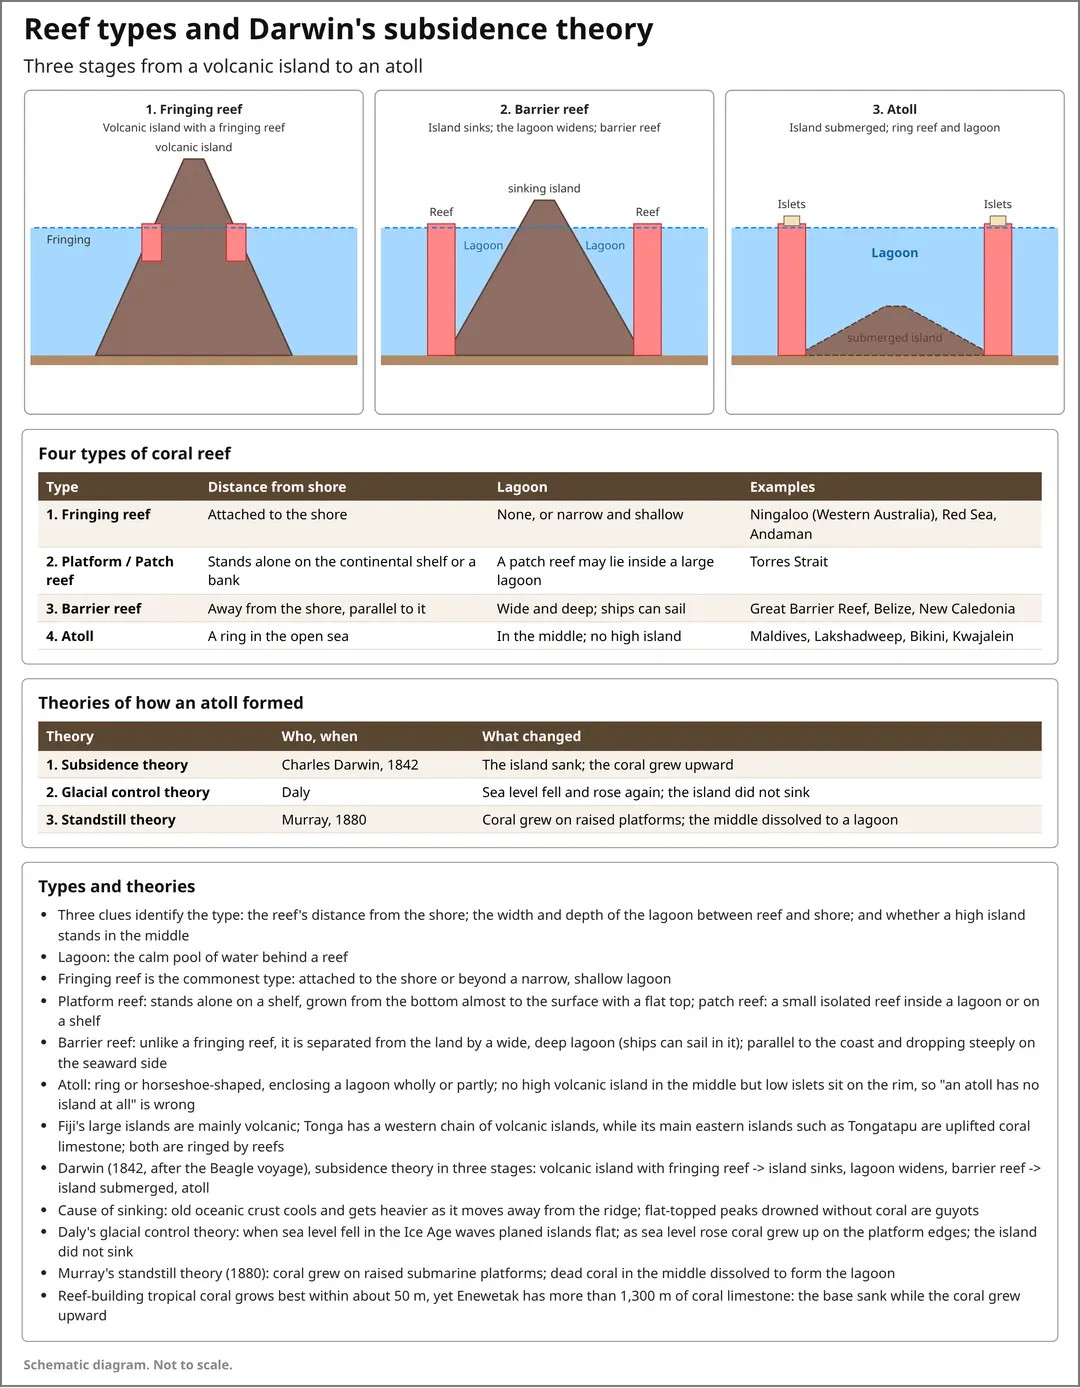 Reef types and Darwin's subsidence theory
Three stages from a volcanic island to an atoll
1. Fringing reef
Volcanic island with a fringing reef
volcanic island
Fringing
2. Barrier reef
Island sinks; the lagoon widens; barrier reef
sinking island
Reef
Reef
Lagoon
Lagoon
3. Atoll
Island submerged; ring reef and lagoon
Islets
Islets
Lagoon
submerged island
Four types of coral reef
Type Distance from shore Lagoon Examples
1. Fringing reef Attached to the shore None, or narrow and shallow Ningaloo (Western Australia), Red Sea,
Andaman
2. Platform / Patch Stands alone on the continental shelf or a A patch reef may lie inside a large Torres Strait
reef bank lagoon
3. Barrier reef Away from the shore, parallel to it Wide and deep; ships can sail Great Barrier Reef, Belize, New Caledonia
4. Atoll A ring in the open sea In the middle; no high island Maldives, Lakshadweep, Bikini, Kwajalein
Theories of how an atoll formed
Theory Who, when What changed
1. Subsidence theory Charles Darwin, 1842 The island sank; the coral grew upward
2. Glacial control theory Daly Sea level fell and rose again; the island did not sink
3. Standstill theory Murray, 1880 Coral grew on raised platforms; the middle dissolved to a lagoon
Types and theories
• Three clues identify the type: the reef's distance from the shore; the width and depth of the lagoon between reef and shore; and whether a high island
stands in the middle
• Lagoon: the calm pool of water behind a reef
• Fringing reef is the commonest type: attached to the shore or beyond a narrow, shallow lagoon
• Platform reef: stands alone on a shelf, grown from the bottom almost to the surface with a flat top; patch reef: a small isolated reef inside a lagoon or on
a shelf
• Barrier reef: unlike a fringing reef, it is separated from the land by a wide, deep lagoon (ships can sail in it); parallel to the coast and dropping steeply on
the seaward side
• Atoll: ring or horseshoe-shaped, enclosing a lagoon wholly or partly; no high volcanic island in the middle but low islets sit on the rim, so "an atoll has no
island at all" is wrong
• Fiji's large islands are mainly volcanic; Tonga has a western chain of volcanic islands, while its main eastern islands such as Tongatapu are uplifted coral
limestone; both are ringed by reefs
• Darwin (1842, after the Beagle voyage), subsidence theory in three stages: volcanic island with fringing reef -> island sinks, lagoon widens, barrier reef ->
island submerged, atoll
• Cause of sinking: old oceanic crust cools and gets heavier as it moves away from the ridge; flat-topped peaks drowned without coral are guyots
• Daly's glacial control theory: when sea level fell in the Ice Age waves planed islands flat; as sea level rose coral grew up on the platform edges; the island
did not sink
• Murray's standstill theory (1880): coral grew on raised submarine platforms; dead coral in the middle dissolved to form the lagoon
• Reef-building tropical coral grows best within about 50 m, yet Enewetak has more than 1,300 m of coral limestone: the base sank while the coral grew
upward
Schematic diagram. Not to scale.